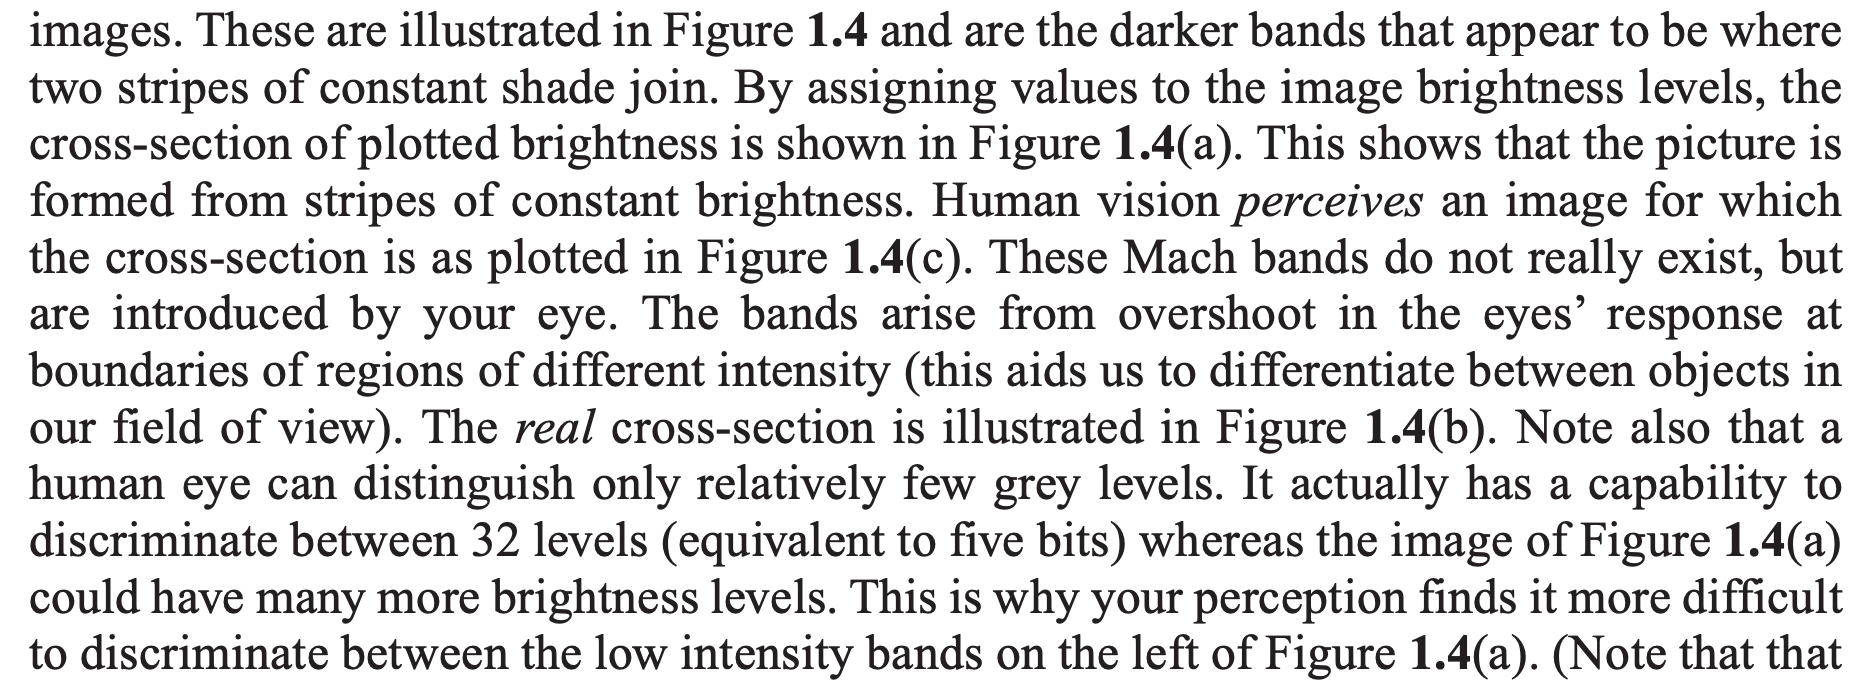 images. These are illustrated in Figure 1.4 and are the darker bands that appear to be where
two stripes of constant shade join. By assigning values to the image brightness levels, the
cross-section of plotted brightness is shown in Figure 1.4(a). This shows that the picture is
formed from stripes of constant brightness. Human vision perceives an image for which
the cross-section is as plotted in Figure 1.4(c). These Mach bands do not really exist, but
are introduced by your eye. The bands arise from overshoot in the eyes’ response at
boundaries of regions of different intensity (this aids us to differentiate between objects in
our field of view). The real cross-section is illustrated in Figure 1.4(b). Note also that a
human eye can distinguish only relatively few grey levels. It actually has a capability to
discriminate between 32 levels (equivalent to five bits) whereas the image of Figure 1.4(a)
could have many more brightness levels. This is why your perception finds it more difficult
to discriminate between the low intensity bands on the left of Figure 1.4(a). (Note that that